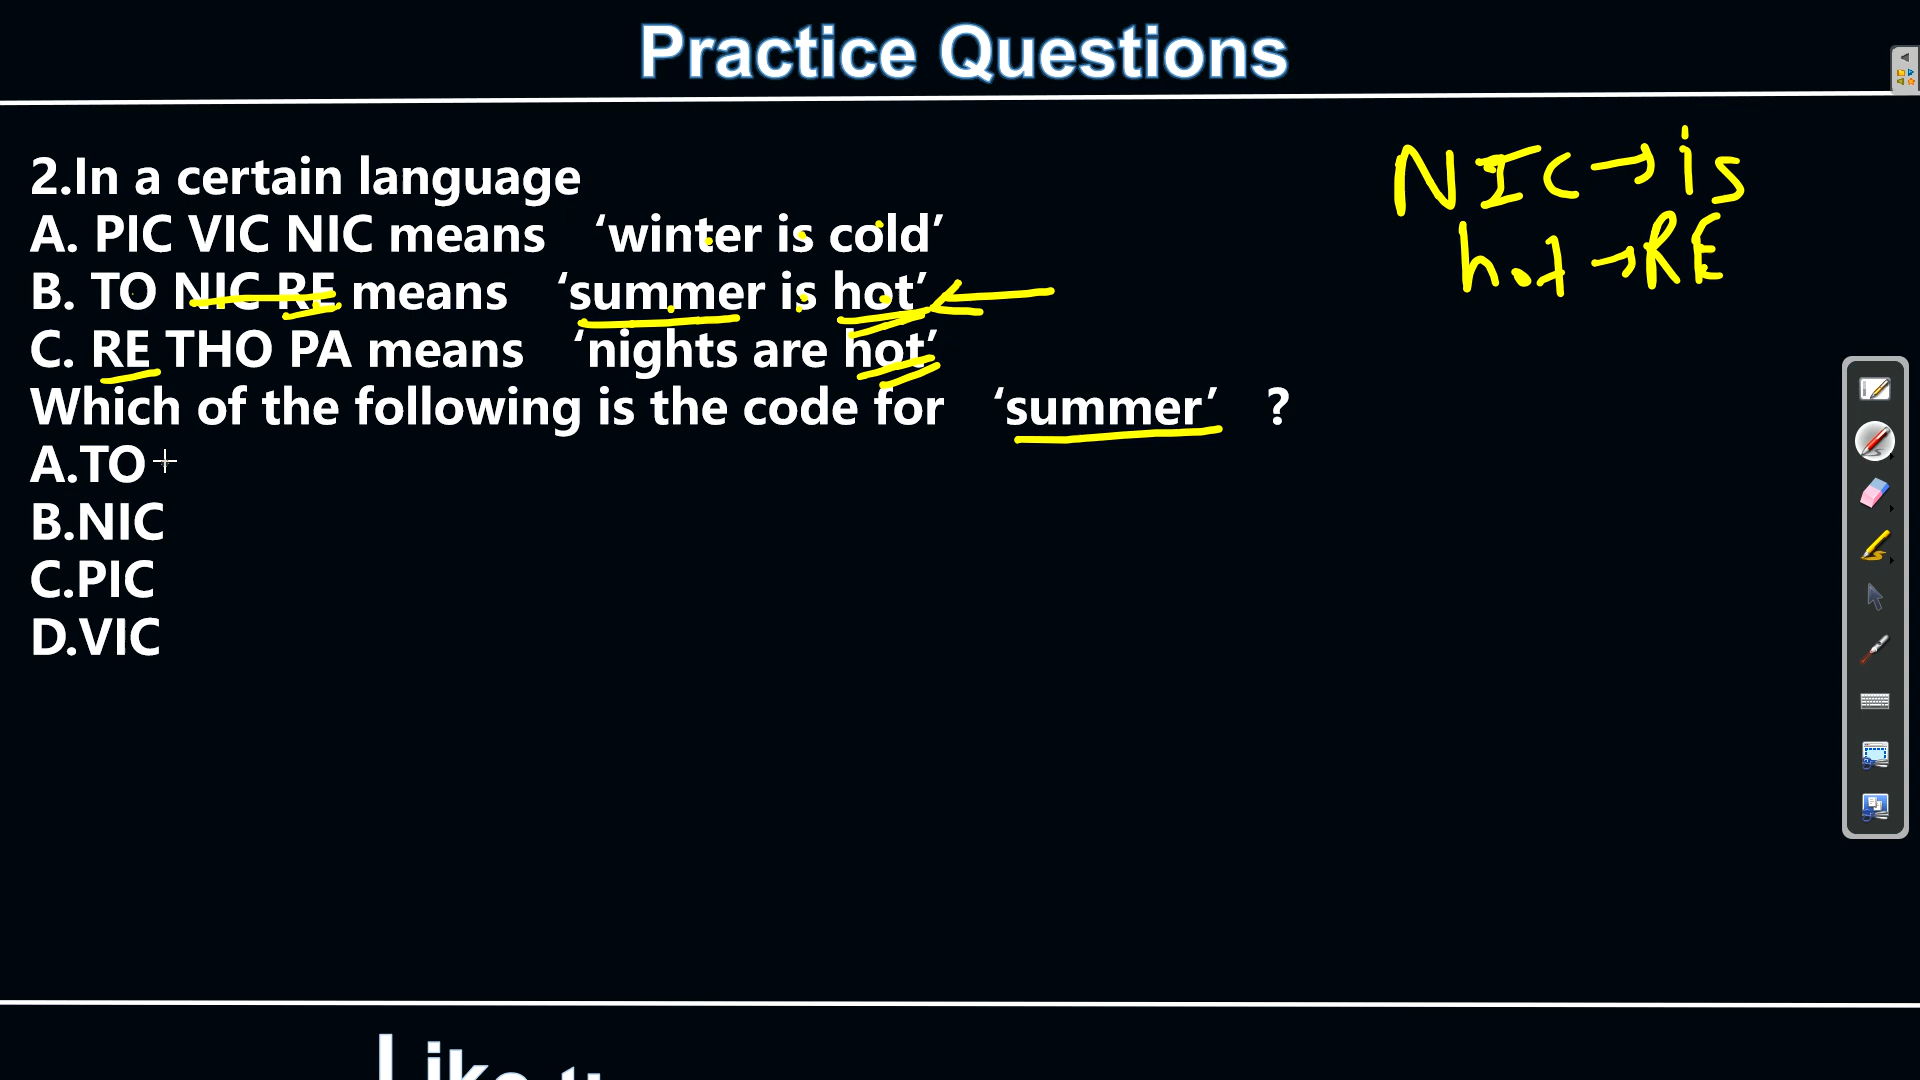 Practice Questions
2.In a certain language
A. PIC VIC NIC means ‘winter is cold’
B. TO NIC RE means ‘summer is hot’
C. RE THO PA means ‘nights are hot’
Which of the following is the code for ‘summer’ ?
A.TO
B.NIC
C.PIC
D.VIC
NIC → is
hot → RE